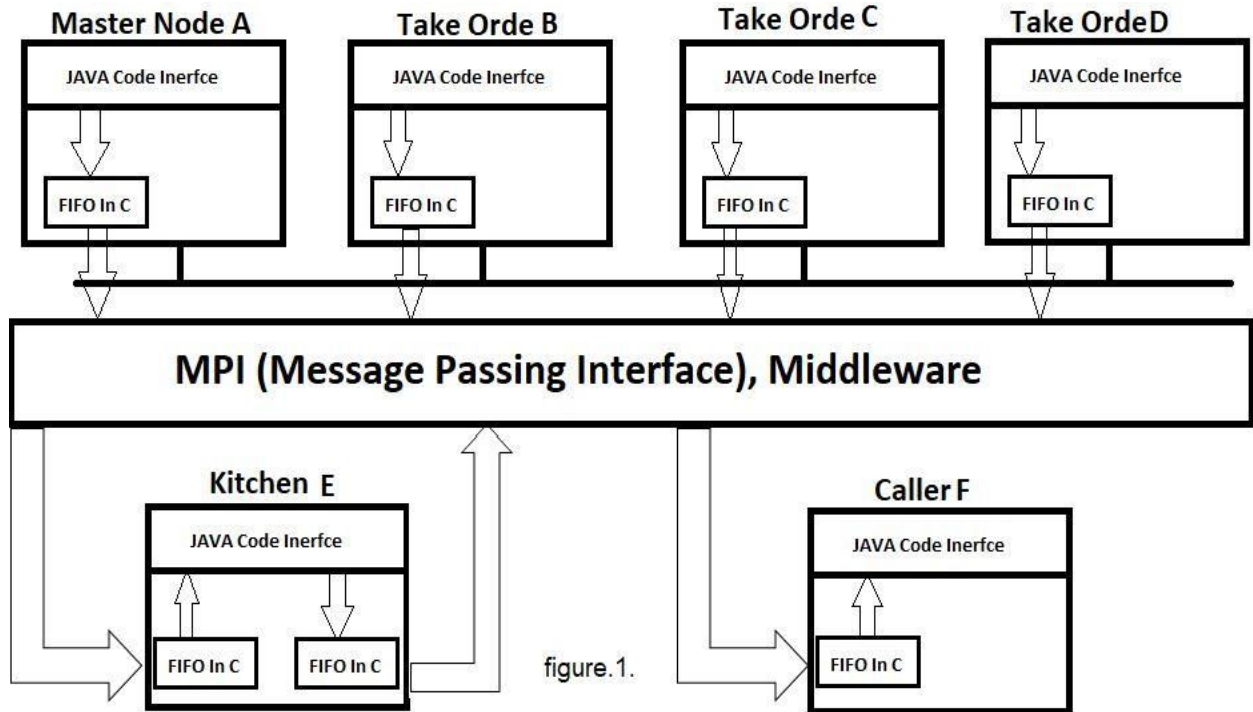 Master Node A
Take Orde B
Take Orde C
Take OrdeD
JAVA Code Inerfce
JAVA Code Inerfce
JAVA Code Inerfce
JAVA Code Inerfce
FIFO In C
FIFO In C
FIFO In C
FIFO In C
MPI (Message Passing Interface), Middleware
Kitchen E
Caller F
JAVA Code Inerfce
JAVA Code Inerfce
FIFO In C
FIFO In C
FIFO In C
figure.1.